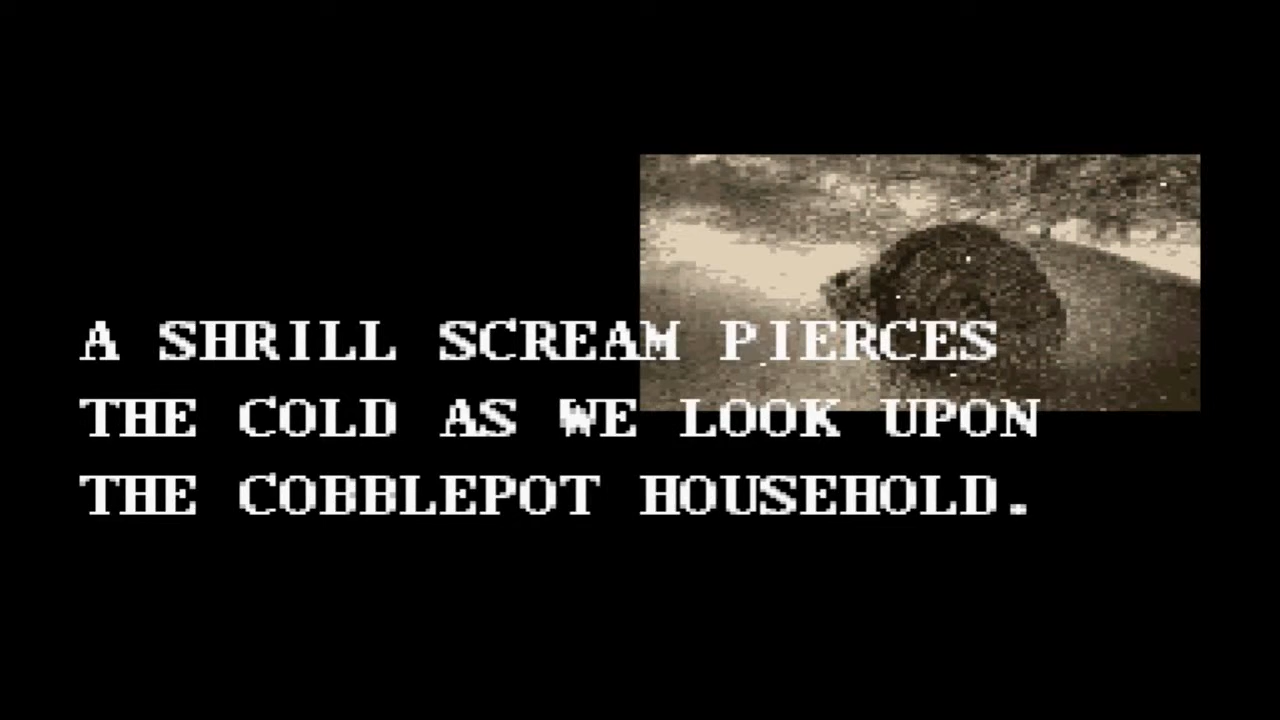 A SHRILL SCREAM PIERCES
THE COLD AS WE LOOK UPON
THE COBBLEPOT HOUSEHOLD.